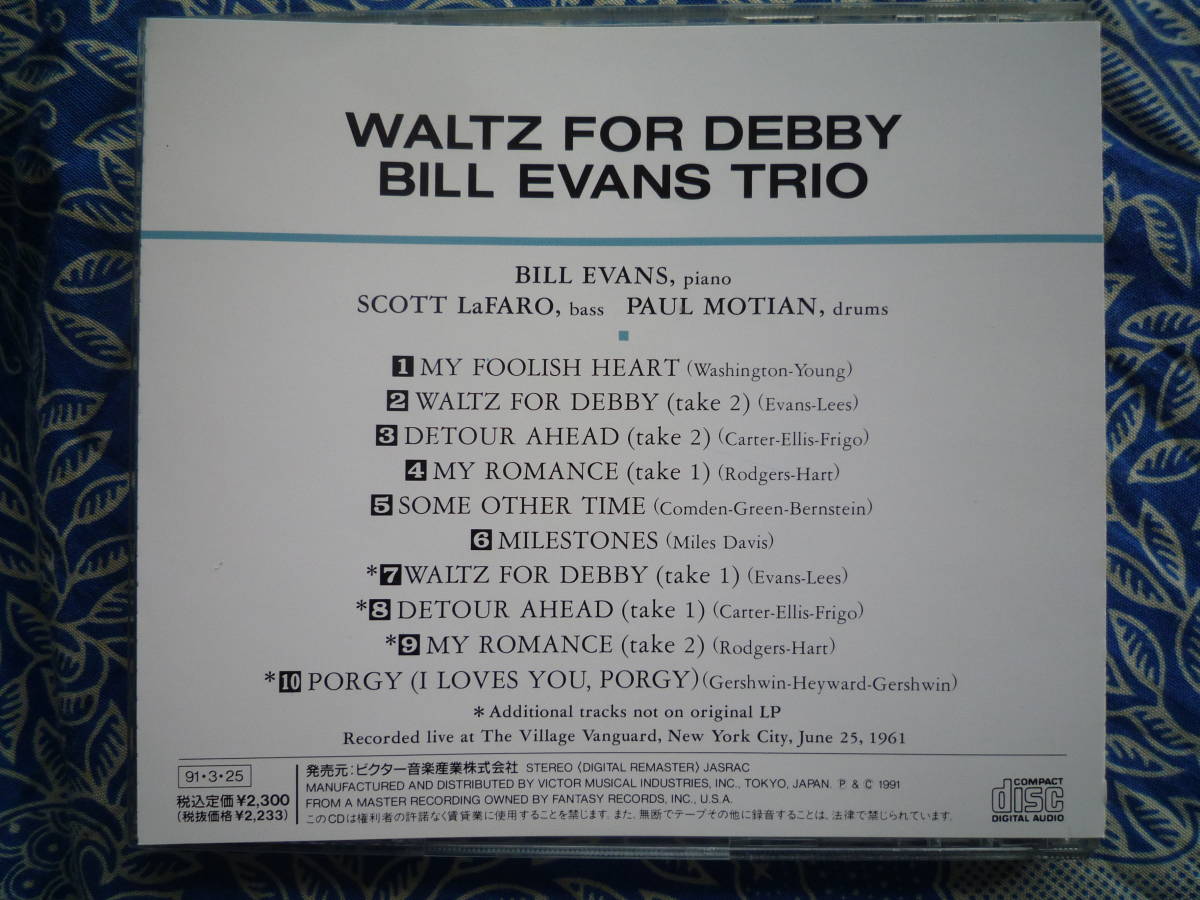 WALTZ FOR DEBBY
BILL EVANS TRIO
BILL EVANS, piano
SCOTT LaFARO, bass PAUL MOTIAN, drums
1 MY FOOLISH HEART (Washington-Young)
2 WALTZ FOR DEBBY (take 2) (Evans-Lees)
3 DETOUR AHEAD (take 2) (Carter-Ellis-Frigo)
4 MY ROMANCE (take 1) (Rodgers-Hart)
5 SOME OTHER TIME (Comden-Green-Bernstein)
6 MILESTONES (Miles Davis)
*7 WALTZ FOR DEBBY (take 1) (Evans-Lees)
*8 DETOUR AHEAD (take 1) (Carter-Ellis-Frigo)
*9 MY ROMANCE (take 2) (Rodgers-Hart)
*10 PORGY (I LOVES YOU, PORGY) (Gershwin-Heyward-Gershwin)
* Additional tracks not on original LP
Recorded live at The Village Vanguard, New York City, June 25, 1961
91・3・25
税込定価¥2,300
(税抜価格¥2,233)
発売元:ビクター音楽産業株式会社 STEREO 〈DIGITAL REMASTER〉 JASRAC
MANUFACTURED AND DISTRIBUTED BY VICTOR MUSICAL INDUSTRIES, INC., TOKYO, JAPAN. Ⓟ & © 1991
FROM A MASTER RECORDING OWNED BY FANTASY RECORDS, INC., U.S.A.
このCDは権利者の許諾なく賃貸業に使用することを禁じます。また、無断でテープその他に録音することは、法律で禁じられています。
COMPACT
disc
DIGITAL AUDIO